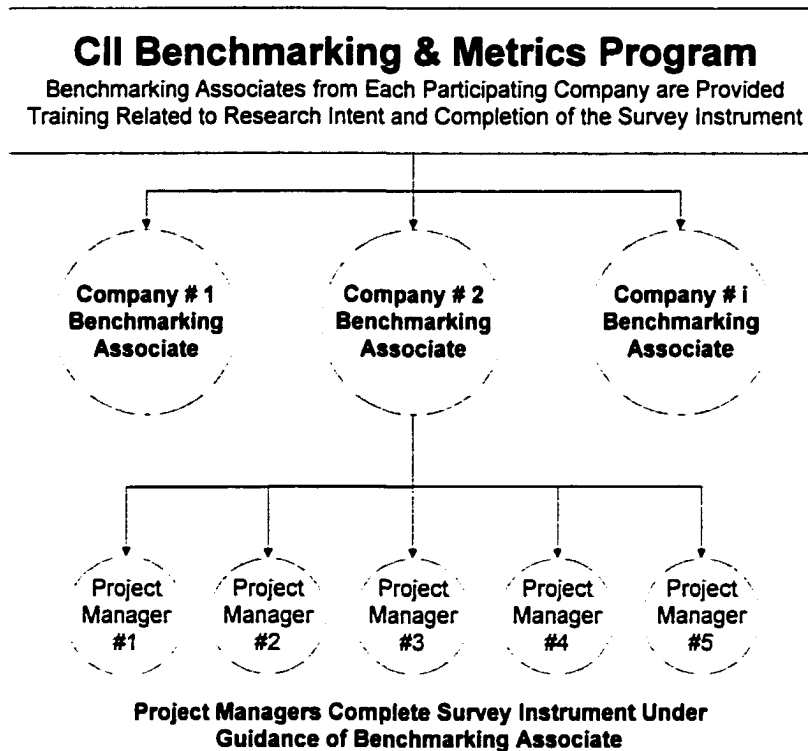 CII Benchmarking & Metrics Program
Benchmarking Associates from Each Participating Company are Provided
Training Related to Research Intent and Completion of the Survey Instrument
Company # 1
Benchmarking
Associate
Company # 2
Benchmarking
Associate
Company # i
Benchmarking
Associate
Project
Manager
#1
Project
Manager
#2
Project
Manager
#3
Project
Manager
#4
Project
Manager
#5
Project Managers Complete Survey Instrument Under
Guidance of Benchmarking Associate